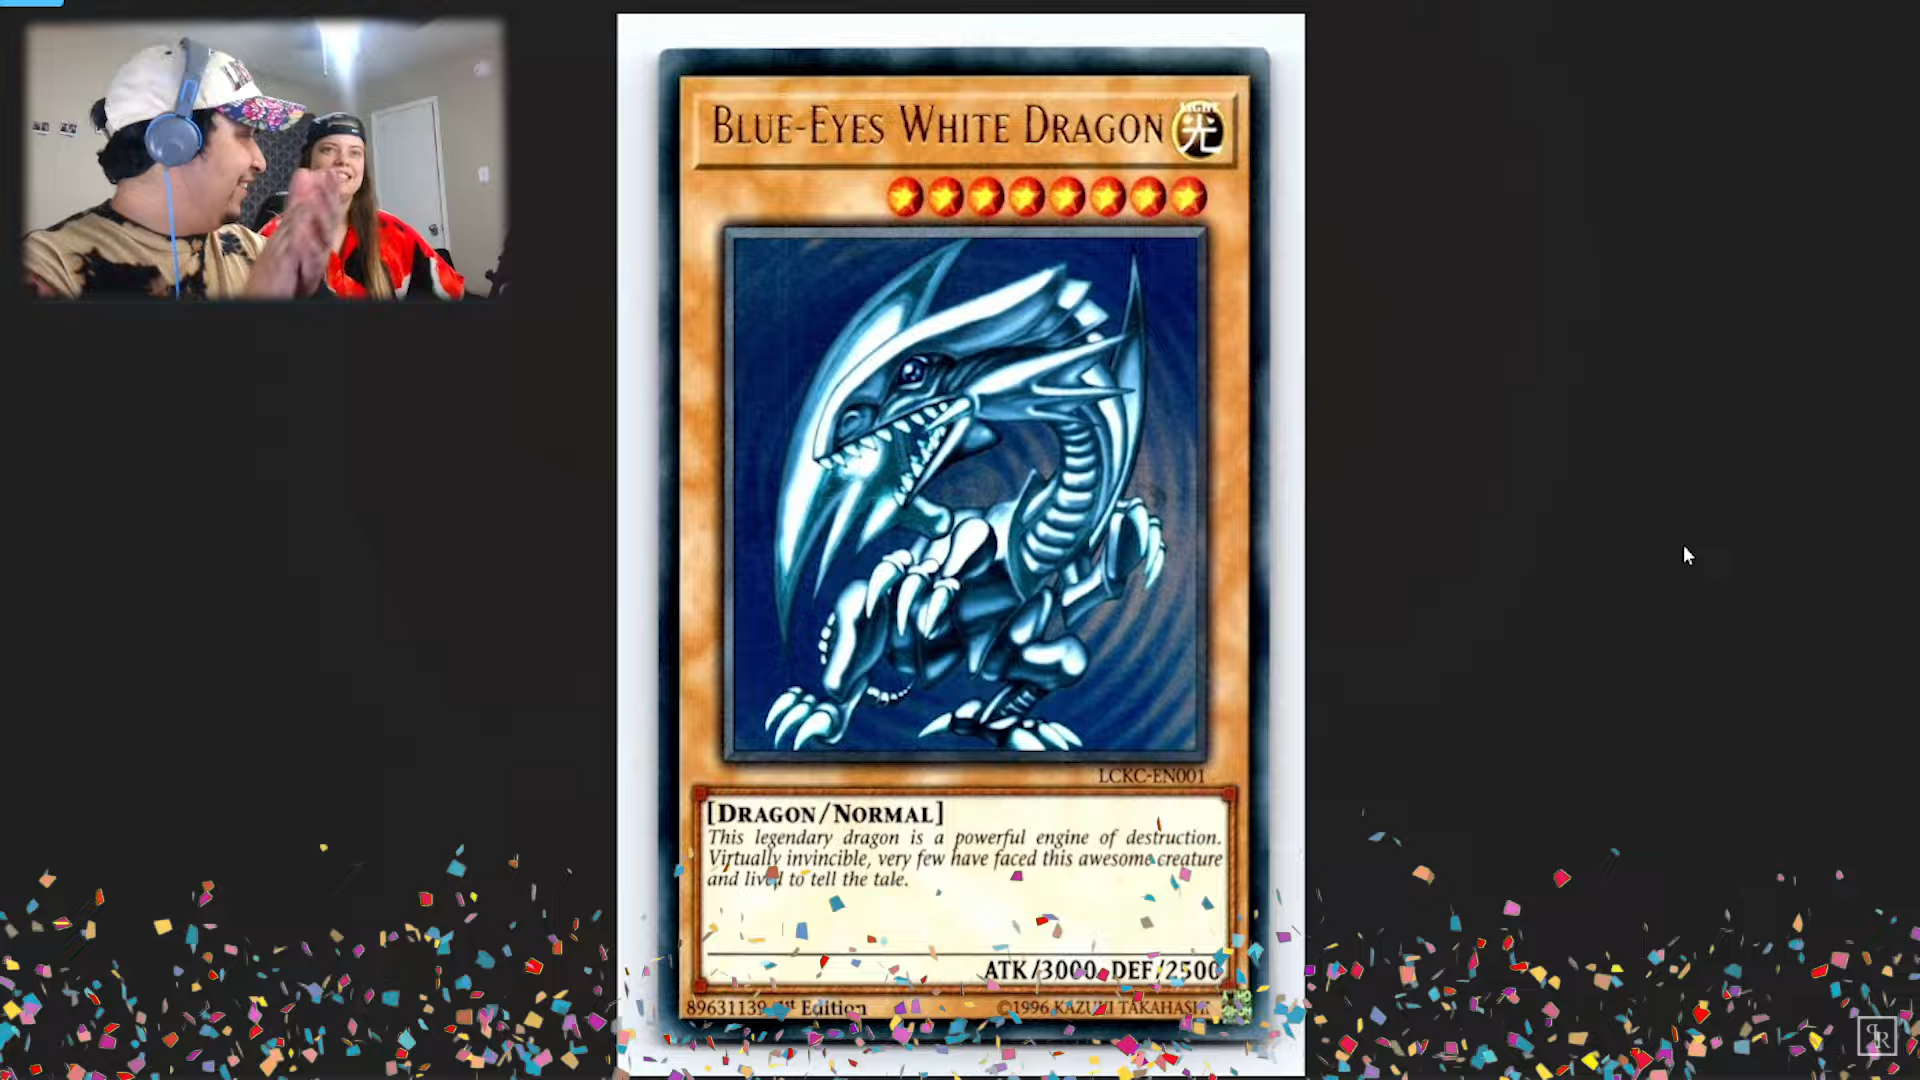 BLUE-EYES WHITE DRAGON
LIGHT
光
LCKC-EN001
[DRAGON/NORMAL]
This legendary dragon is a powerful engine of destruction.
Virtually invincible, very few have faced this awesome creature
and lived to tell the tale.
ATK/3000 DEF/2500
89631139 1st Edition ©1996 KAZUKI TAKAHASHI